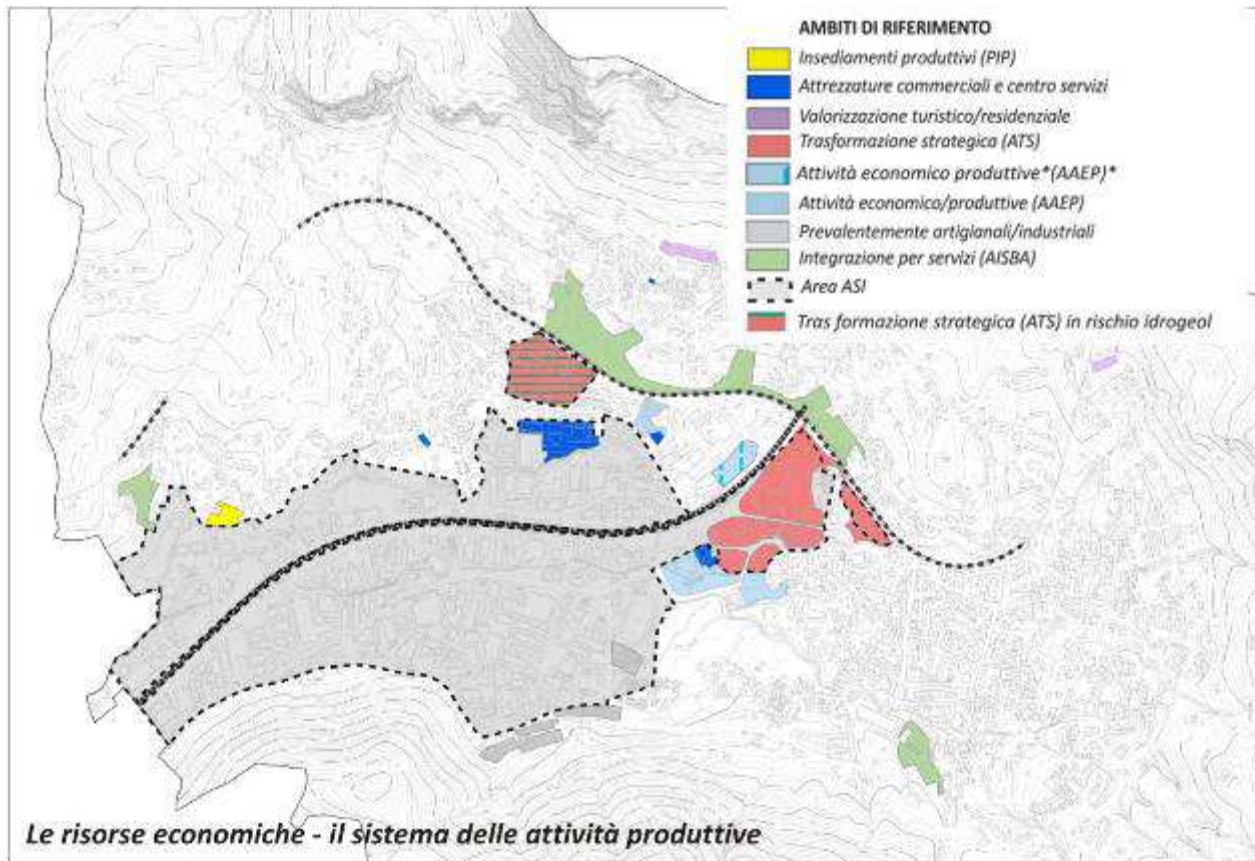 AMBITI DI RIFERIMENTO
Insediamenti produttivi (PIP)
Attrezzature commerciali e centro servizi
Valorizzazione turistico/residenziale
Trasformazione strategica (ATS)
Attività economico produttive*(AAEP)*
Attività economico/produttive (AAEP)
Prevalentemente artigianali/industriali
Integrazione per servizi (AISBA)
Area ASI
Tras formazione strategica (ATS) in rischio idrogeol
Le risorse economiche - il sistema delle attività produttive